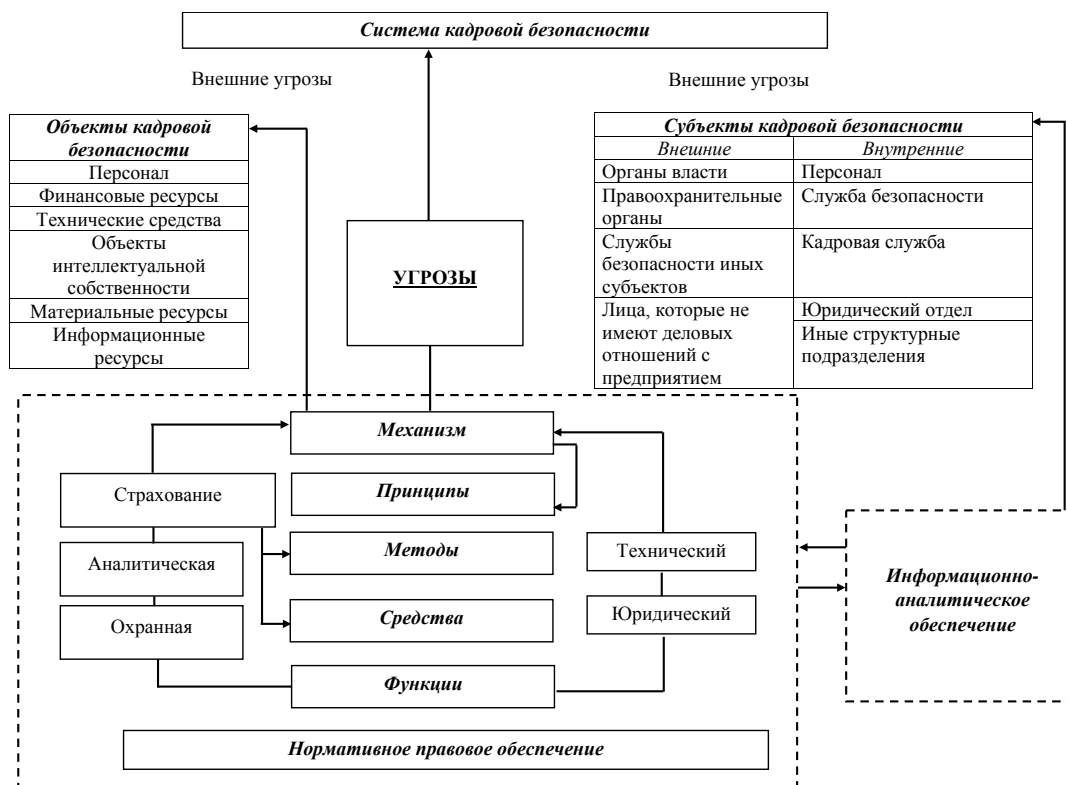 Система кадровой безопасности
Внешние угрозы
Внешние угрозы
Объекты кадровой
безопасности
Персонал
Финансовые ресурсы
Технические средства
Объекты
интеллектуальной
собственности
Материальные ресурсы
Информационные
ресурсы
УГРОЗЫ
Субъекты кадровой безопасности
Внешние
Внутренние
Органы власти
Персонал
Правоохранительные
органы
Служба безопасности
Службы
безопасности иных
субъектов
Кадровая служба
Лица, которые не
имеют деловых
отношений с
предприятием
Юридический отдел
Иные структурные
подразделения
Механизм
Страхование
Принципы
Аналитическая
Методы
Технический
Охранная
Средства
Юридический
Функции
Нормативное правовое обеспечение
Информационно-
аналитическое
обеспечение